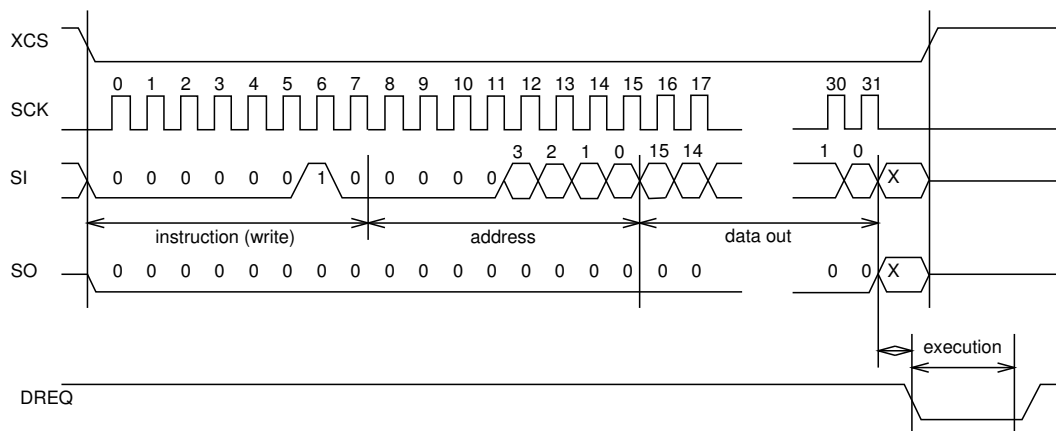 XCS
0 1 2 3 4 5 6 7 8 9 10 11 12 13 14 15 16 17 30 31
SCK
3 2 1 0 15 14 1 0
SI 0 0 0 0 0 0 1 0 0 0 0 0 X
instruction (write) address data out
SO 0 0 0 0 0 0 0 0 0 0 0 0 0 0 0 0 0 0 0 0 X
execution
DREQ